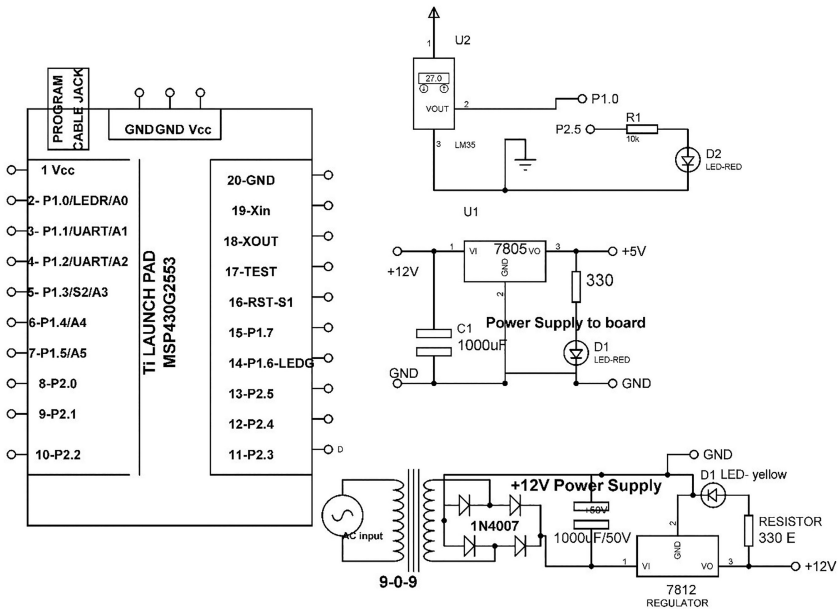 PROGRAM
CABLE JACK
GND GND Vcc
1 Vcc
2- P1.0/LEDR/A0
3- P1.1/UART/A1
4- P1.2/UART/A2
5- P1.3/S2/A3
6-P1.4/A4
7-P1.5/A5
8-P2.0
9-P2.1
10-P2.2
Ti LAUNCH PAD
MSP430G2553
20-GND
19-Xin
18-XOUT
17-TEST
16-RST-S1
15-P1.7
14-P1.6-LEDG
13-P2.5
12-P2.4
11-P2.3
D
U2
1
27.0
VOUT
2
P1.0
3
LM35
P2.5
R1
10k
D2
LED-RED
U1
+12V
1
VI
7805
VO
3
+5V
GND
2
330
C1
1000uF
Power Supply to board
D1
LED-RED
GND
GND
AC input
9-0-9
1N4007
+12V Power Supply
+50V
1000uF/50V
GND
D1 LED- yellow
RESISTOR
330 E
2
GND
1
VI
VO
3
+12V
7812
REGULATOR